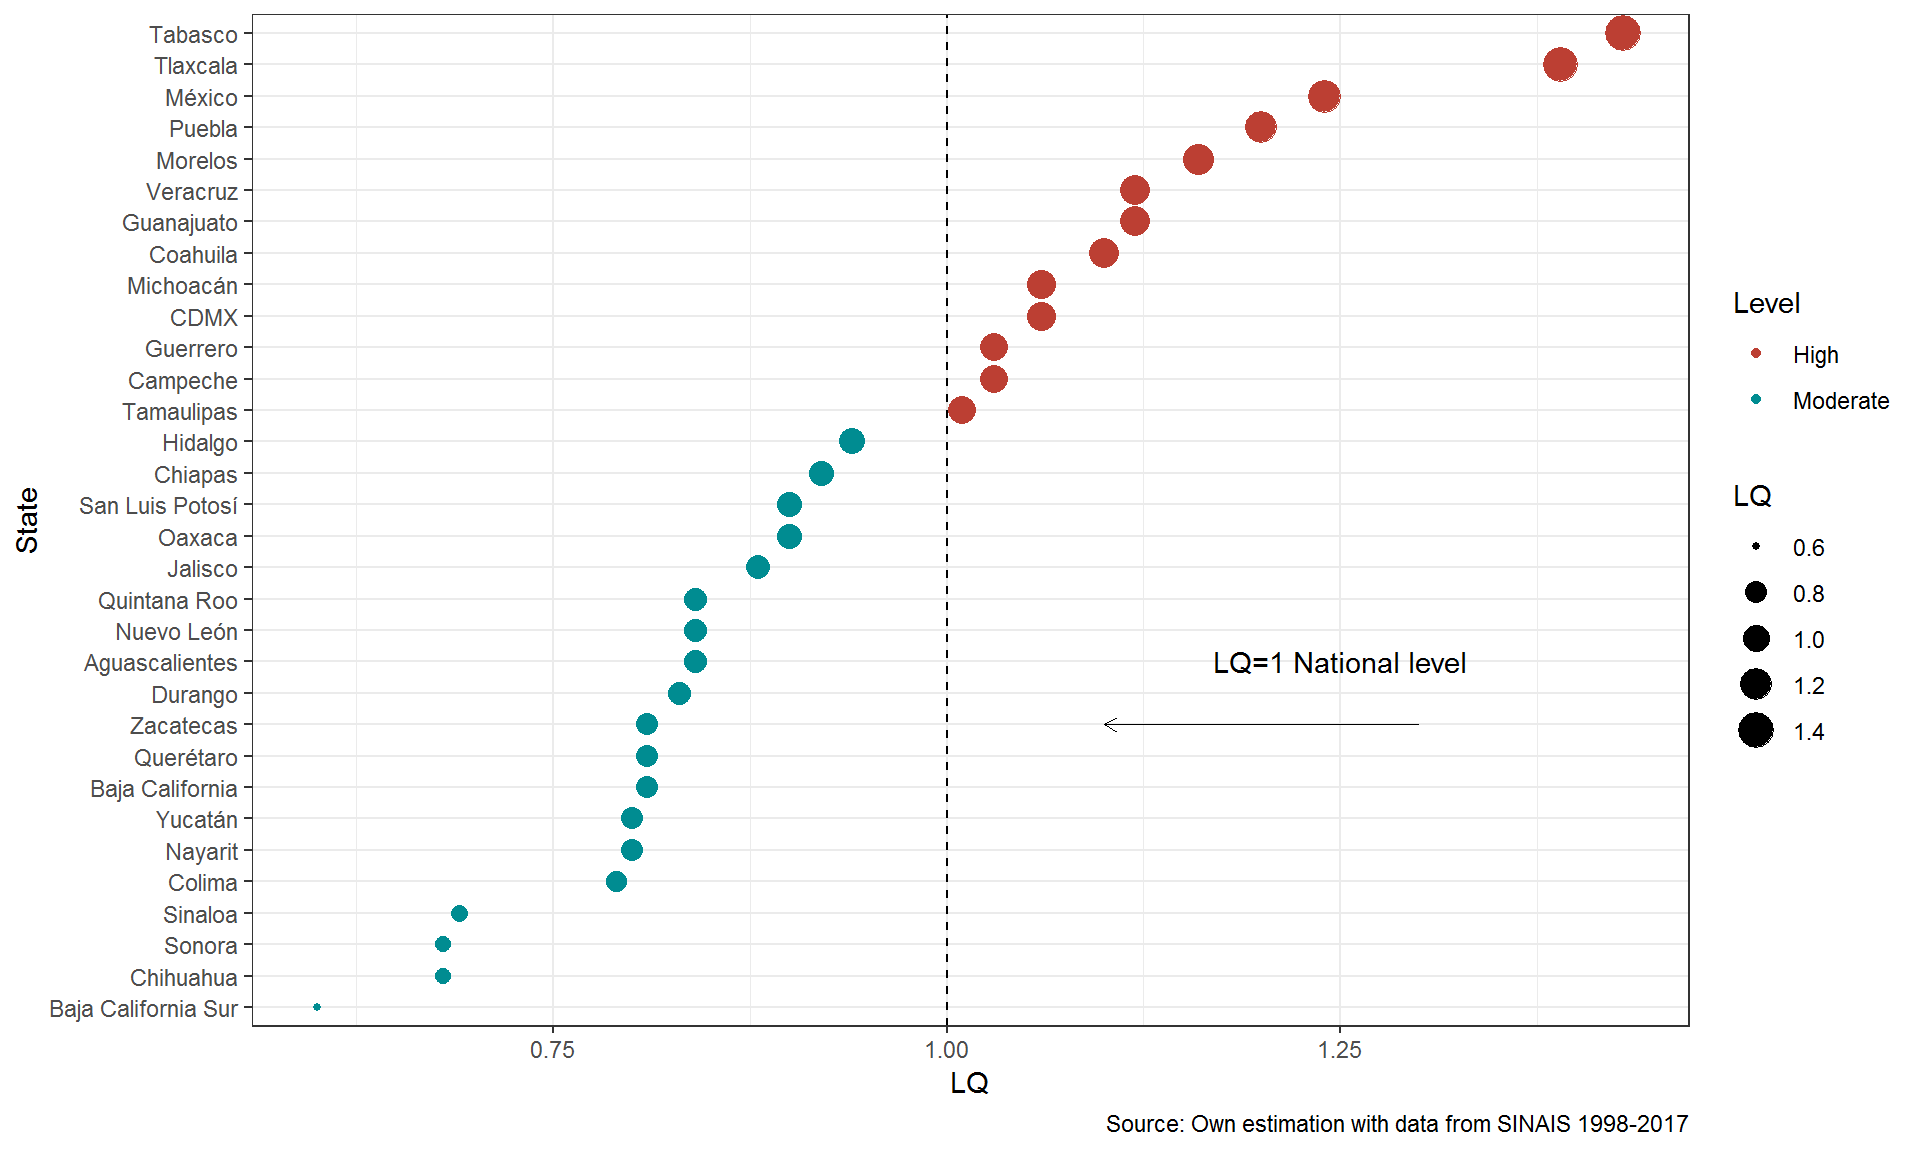 Tabasco
Tlaxcala
México
Puebla
Morelos
Veracruz
Guanajuato
Coahuila
Michoacán
CDMX
Guerrero
Campeche
Tamaulipas
Hidalgo
Chiapas
San Luis Potosí
Oaxaca
Jalisco
Quintana Roo
Nuevo León
Aguascalientes
Durango
Zacatecas
Querétaro
Baja California
Yucatán
Nayarit
Colima
Sinaloa
Sonora
Chihuahua
Baja California Sur
State
LQ=1 National level
0.75 1.00 1.25
LQ
Source: Own estimation with data from SINAIS 1998-2017
Level
High
Moderate
LQ
0.6
0.8
1.0
1.2
1.4